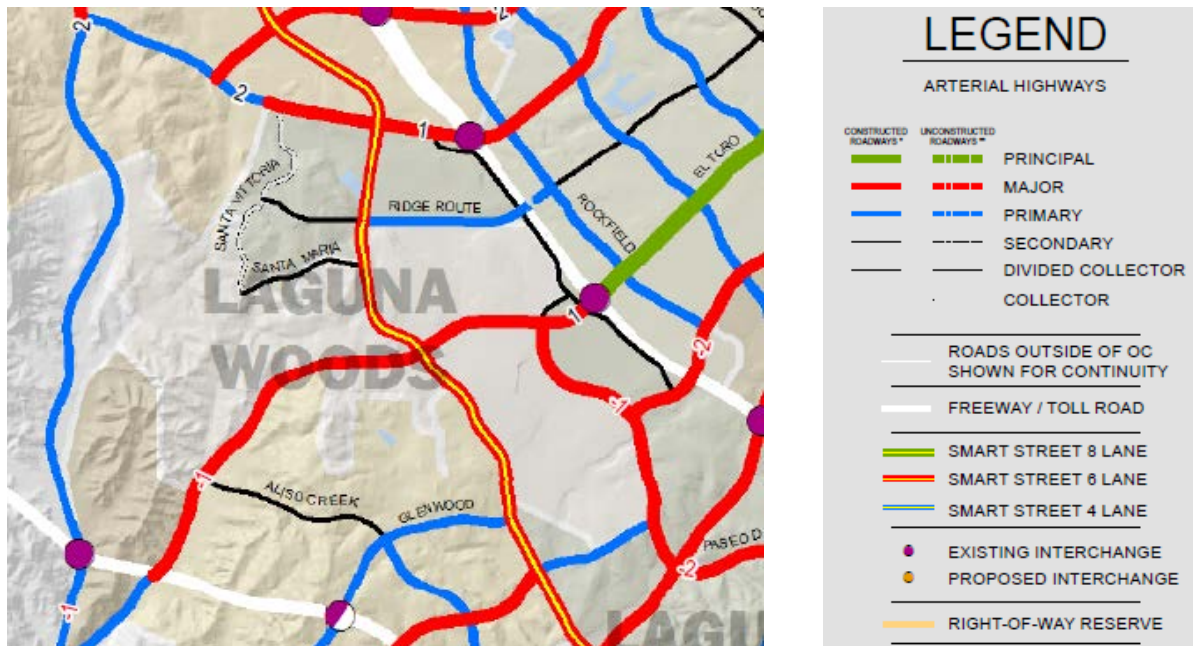 2
2
2
1
SANTA VITTORIA
RIDGE ROUTE
ROCKFIELD
EL TORO
SANTA MARIA
LAGUNA
WOODS
1
-2
-1
-1
ALISO CREEK
GLENWOOD
PASEO D
-2
-1
LAGU
LEGEND
ARTERIAL HIGHWAYS
CONSTRUCTED UNCONSTRUCTED
ROADWAYS * ROADWAYS **
PRINCIPAL
MAJOR
PRIMARY
SECONDARY
DIVIDED COLLECTOR
COLLECTOR
ROADS OUTSIDE OF OC
SHOWN FOR CONTINUITY
FREEWAY / TOLL ROAD
SMART STREET 8 LANE
SMART STREET 6 LANE
SMART STREET 4 LANE
EXISTING INTERCHANGE
PROPOSED INTERCHANGE
RIGHT-OF-WAY RESERVE